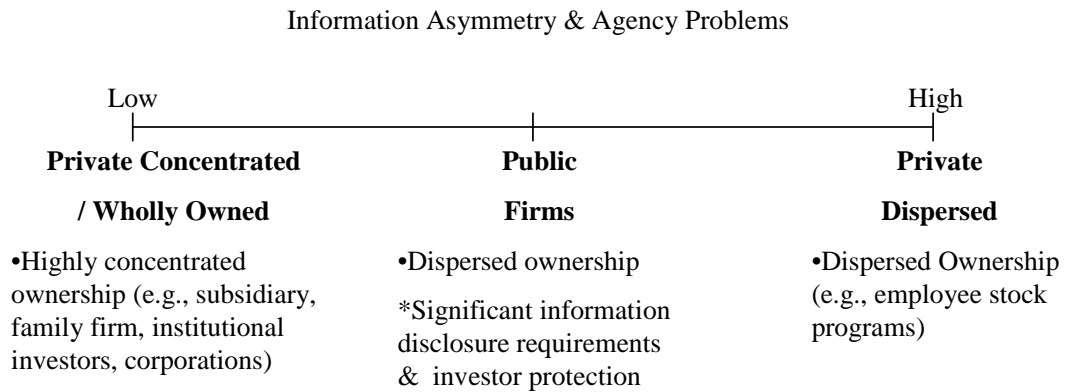 Information Asymmetry & Agency Problems
Low
High
Private Concentrated
/ Wholly Owned
•Highly concentrated
ownership (e.g., subsidiary,
family firm, institutional
investors, corporations)
Public
Firms
•Dispersed ownership
*Significant information
disclosure requirements
& investor protection
Private
Dispersed
•Dispersed Ownership
(e.g., employee stock
programs)